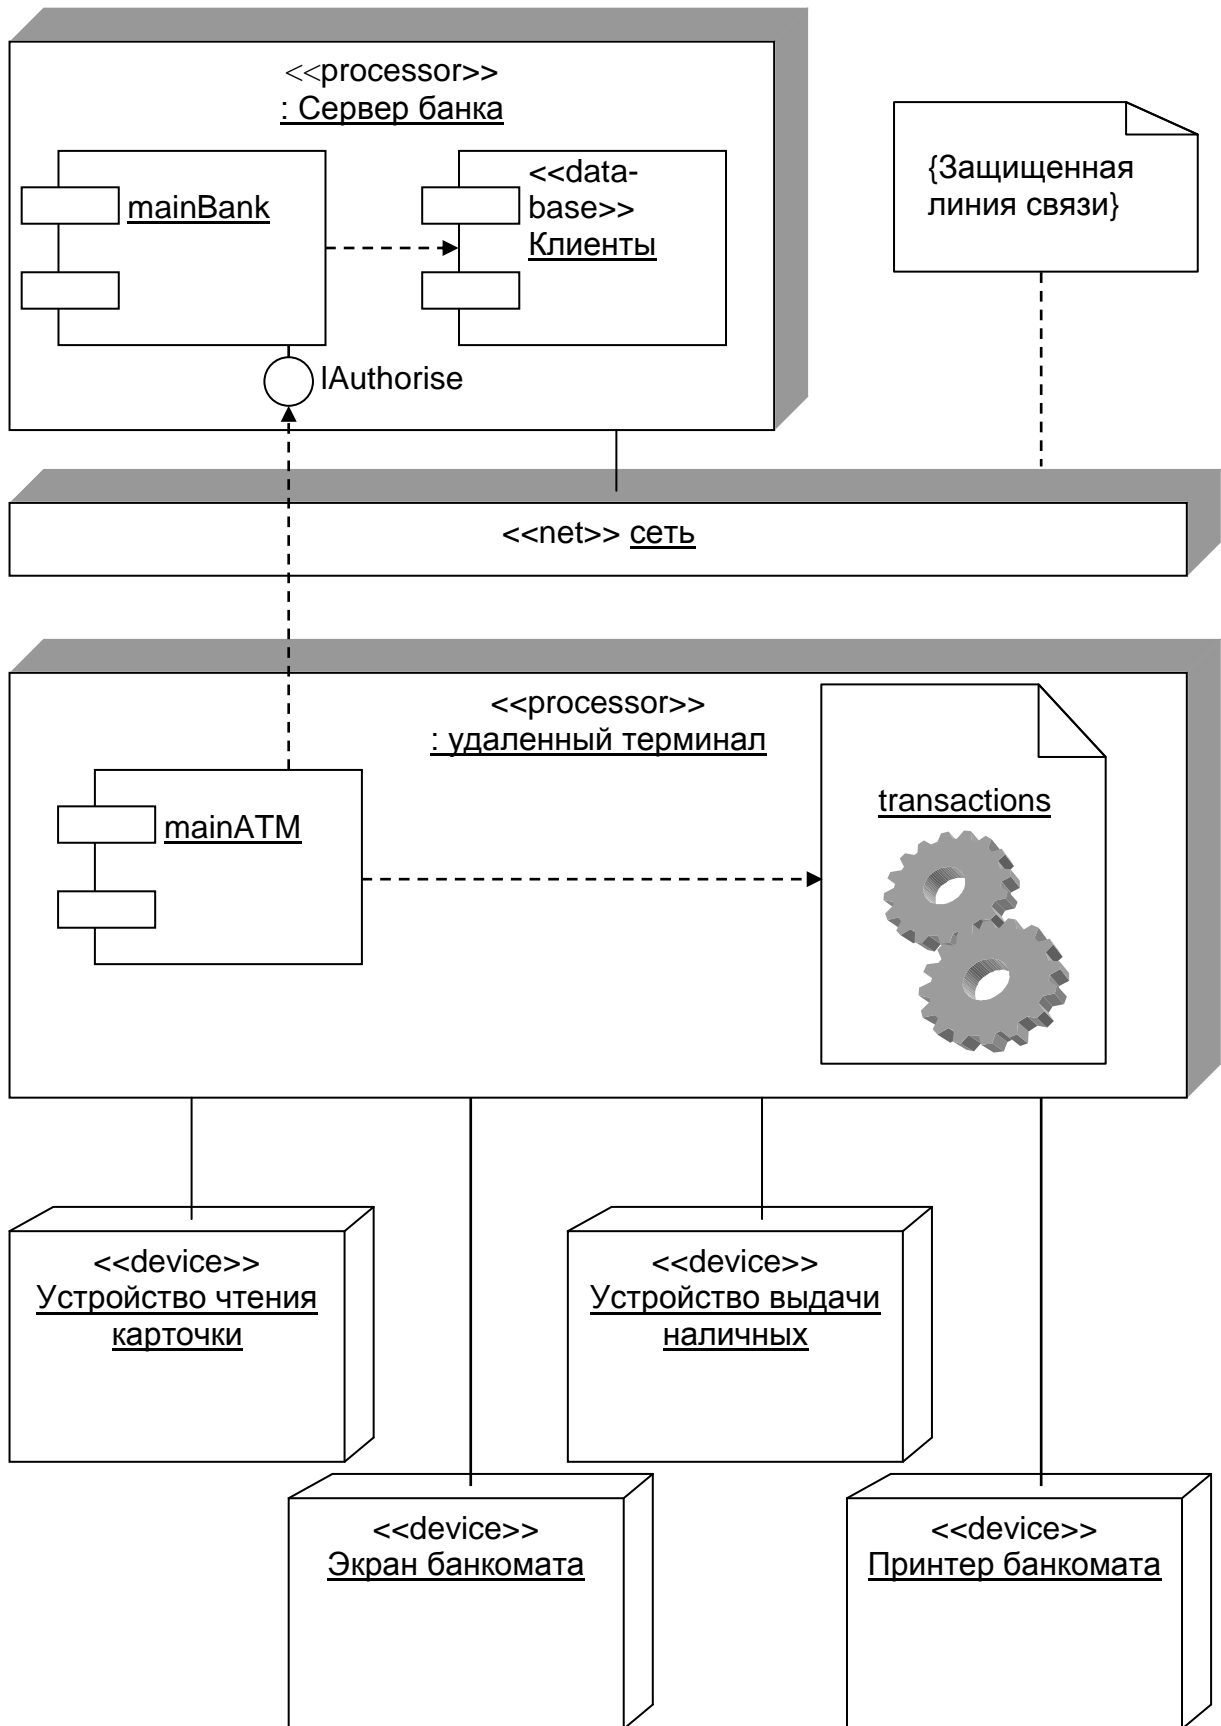 <<processor>>
: Сервер банка
mainBank
<<data-
base>>
Клиенты
IAuthorise
{Защищенная
линия связи}
<<net>> сеть
<<processor>>
: удаленный терминал
mainATM
transactions
<<device>>
Устройство чтения
карточки
<<device>>
Устройство выдачи
наличных
<<device>>
Экран банкомата
<<device>>
Принтер банкомата